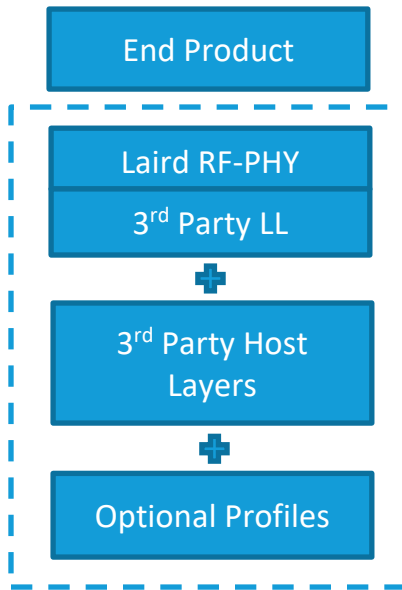 End Product
Laird RF-PHY
3rd Party LL
3rd Party Host
Layers
Optional Profiles